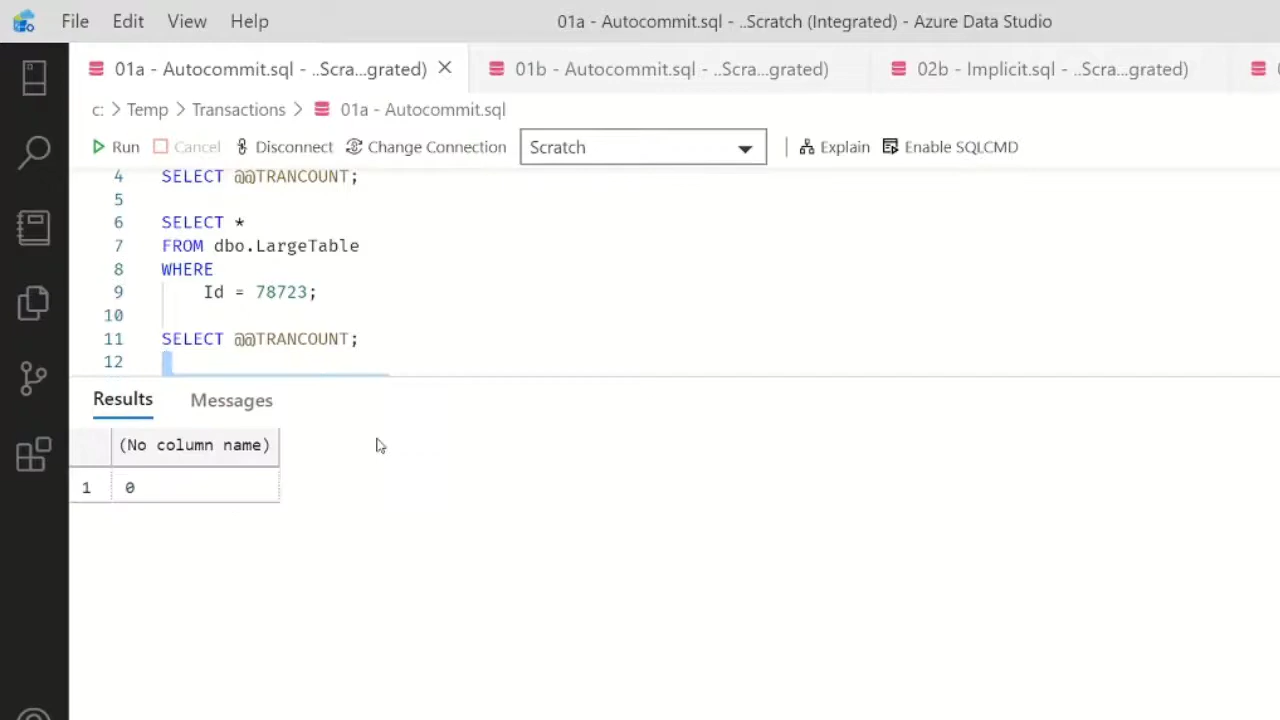 File Edit View Help 01a - Autocommit.sql - ..Scratch (Integrated) - Azure Data Studio
01a - Autocommit.sql - ..Scra...grated) 01b - Autocommit.sql - ..Scra...grated) 02b - Implicit.sql - ..Scra...grated)
c: > Temp > Transactions > 01a - Autocommit.sql
Run Cancel Disconnect Change Connection Scratch Explain Enable SQLCMD
4 SELECT @@TRANCOUNT;
5
6 SELECT *
7 FROM dbo.LargeTable
8 WHERE
9 Id = 78723;
10
11 SELECT @@TRANCOUNT;
12
Results Messages
(No column name)
1 0